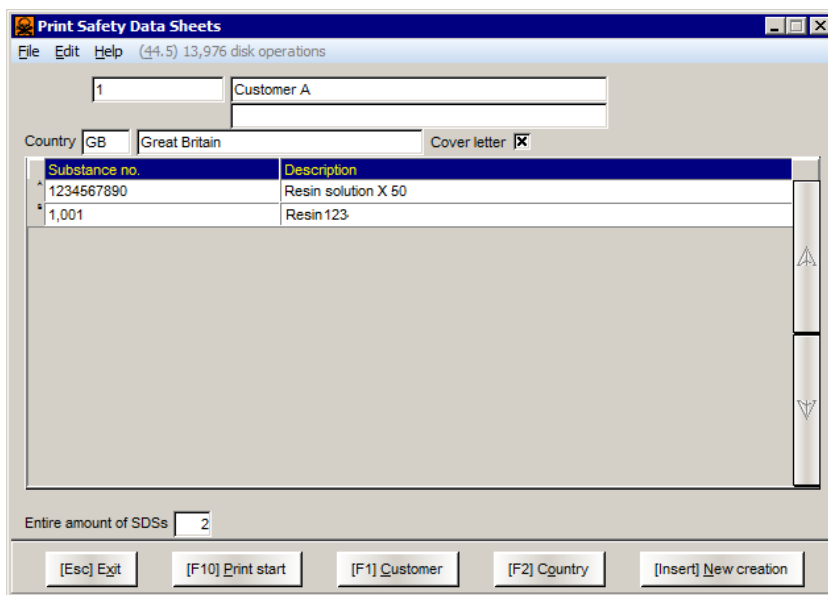 Print Safety Data Sheets
File Edit Help (44.5) 13,976 disk operations
1 Customer A
Country GB Great Britain Cover letter
Substance no. Description
A 1234567890 Resin solution X 50
B 1,001 Resin 123
Entire amount of SDSs 2
[Esc] Exit [F10] Print start [F1] Customer [F2] Country [Insert] New creation